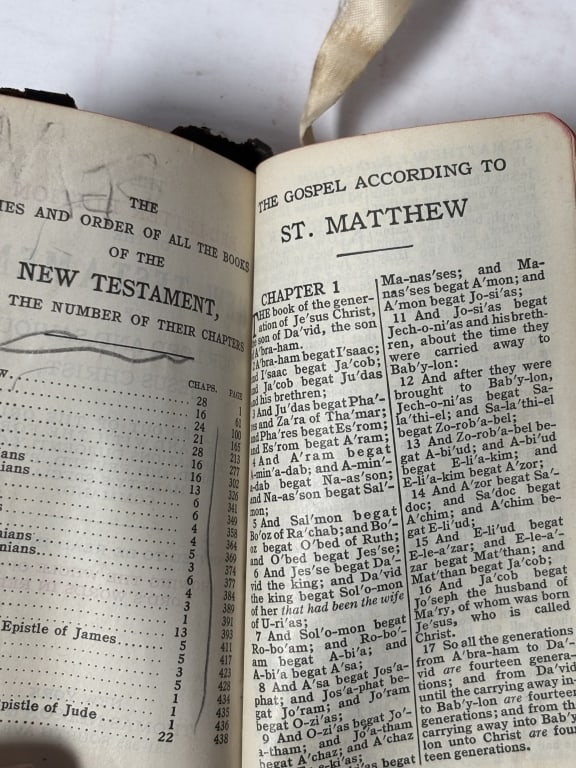 THE
IES AND ORDER OF ALL THE BOOKS
OF THE
NEW TESTAMENT,
THE NUMBER OF THEIR CHAPTERS
CHAPS. PAGE
28 1
16 61
24 100
21 165
28 213
16 277
16 302
13 326
6 341
6 349
4 358
4 364
5 369
3 374
6 377
4 384
3 389
1 391
Epistle of James 13 393
5 411
5 417
3 423
5 428
1 434
pistle of Jude 1 435
1 436
22 438
THE GOSPEL ACCORDING TO
ST. MATTHEW
CHAPTER 1
THE book of the gener-
ation of Je'sus Christ,
son of Da'vid, the son
A'bra-ham.
A'bra-ham begat I'saac;
I'saac begat Ja'cob;
Ja'cob begat Ju'das
his brethren;
3 And Ju'das begat Pha'-
res and Za'ra of Tha'mar;
Pha'res begat Es'rom;
Es'rom begat A'ram;
4 And A'ram begat
A-min'a-dab; and A-min'-
a-dab begat Na-as'son;
and Na-as'son begat Sal'-
mon;
5 And Sal'mon begat
Bo'oz of Ra'chab; and Bo'-
oz begat O'bed of Ruth;
and O'bed begat Jes'se;
6 And Jes'se begat Da'-
vid the king; and Da'vid
the king begat Sol'o-mon
of her that had been the wife
of U-ri'as;
7 And Sol'o-mon begat
Ro-bo'am; and Ro-bo'-
am begat A-bi'a; and
A-bi'a begat A'sa;
8 And A'sa begat Jos'a-
phat; and Jos'a-phat be-
gat Jo'ram; and Jo'ram
begat O-zi'as;
9 And O-zi'as begat Jo'-
a-tham; and Jo'a-tham
begat A'chaz; and A'chaz
Ma-nas'ses; and Ma-
nas'ses begat A'mon; and
A'mon begat Jo-si'as;
11 And Jo-si'as begat
Jech-o-ni'as and his breth-
ren, about the time they
were carried away to
Bab'y-lon:
12 And after they were
brought to Bab'y-lon,
Jech-o-ni'as begat Sa-
la'thi-el; and Sa-la'thi-el
begat Zo-rob'a-bel;
13 And Zo-rob'a-bel be-
gat A-bi'ud; and A-bi'ud
begat E-li'a-kim; and
E-li'a-kim begat A'zor;
14 And A'zor begat Sa'-
doc; and Sa'doc begat
A'chim; and A'chim be-
gat E-li'ud;
15 And E-li'ud begat
E-le-a'zar; and E-le-a'-
zar begat Mat'than; and
Mat'than begat Ja'cob;
16 And Ja'cob begat
Jo'seph the husband of
Ma'ry, of whom was born
Je'sus, who is called
Christ.
17 So all the generations
from A'bra-ham to Da'-
vid are fourteen genera-
tions; and from Da'vid
until the carrying away in-
to Bab'y-lon are fourteen
generations; and from the
carrying away into Bab'y-
lon unto Christ are four-
teen generations.